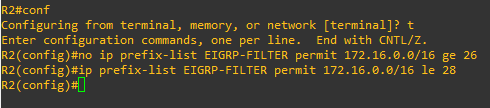 R2#conf
Configuring from terminal, memory, or network [terminal]? t
Enter configuration commands, one per line.  End with CNTL/Z.
R2(config)#no ip prefix-list EIGRP-FILTER permit 172.16.0.0/16 ge 26
R2(config)#ip prefix-list EIGRP-FILTER permit 172.16.0.0/16 le 28
R2(config)#